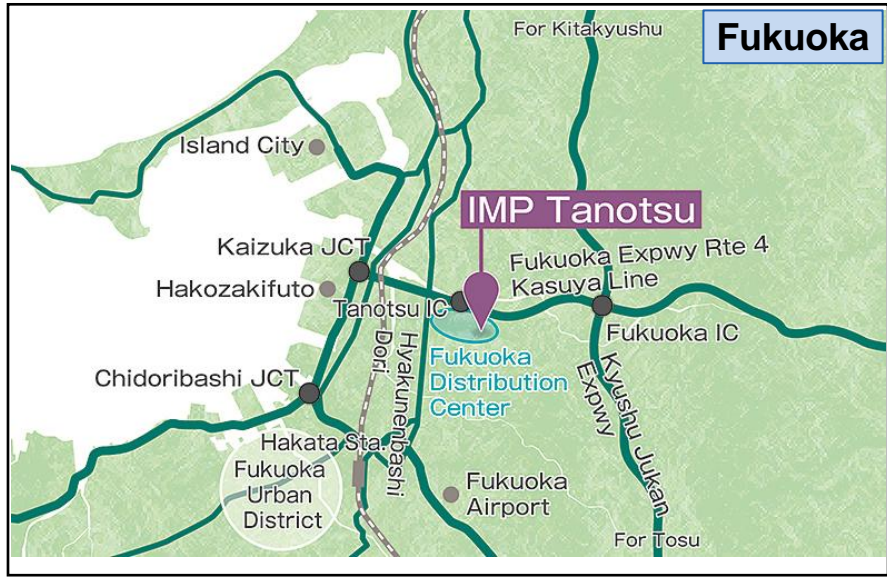 For Kitakyushu
Fukuoka
Island City
IMP Tanotsu
Kaizuka JCT
Fukuoka Expwy Rte 4
Kasuya Line
Hakozakifuto
Tanotsu IC
Fukuoka IC
Hyakunenbashi
Dori
Fukuoka
Distribution
Center
Chidoribashi JCT
Kyushu Jukan
Expwy
Hakata Sta.
Fukuoka
Urban
District
Fukuoka
Airport
For Tosu